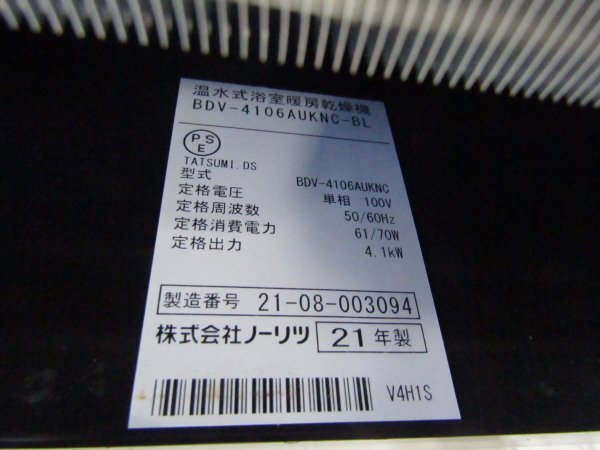 温水式浴室暖房乾燥機
BDV-4106AUKNC-BL
PS
E
TATSUMI.DS
型式 BDV-4106AUKNC
定格電圧 単相 100V
定格周波数 50/60Hz
定格消費電力 61/70W
定格出力 4.1kW
製造番号 21-08-003094
株式会社ノーリツ 21年製
V4H1S